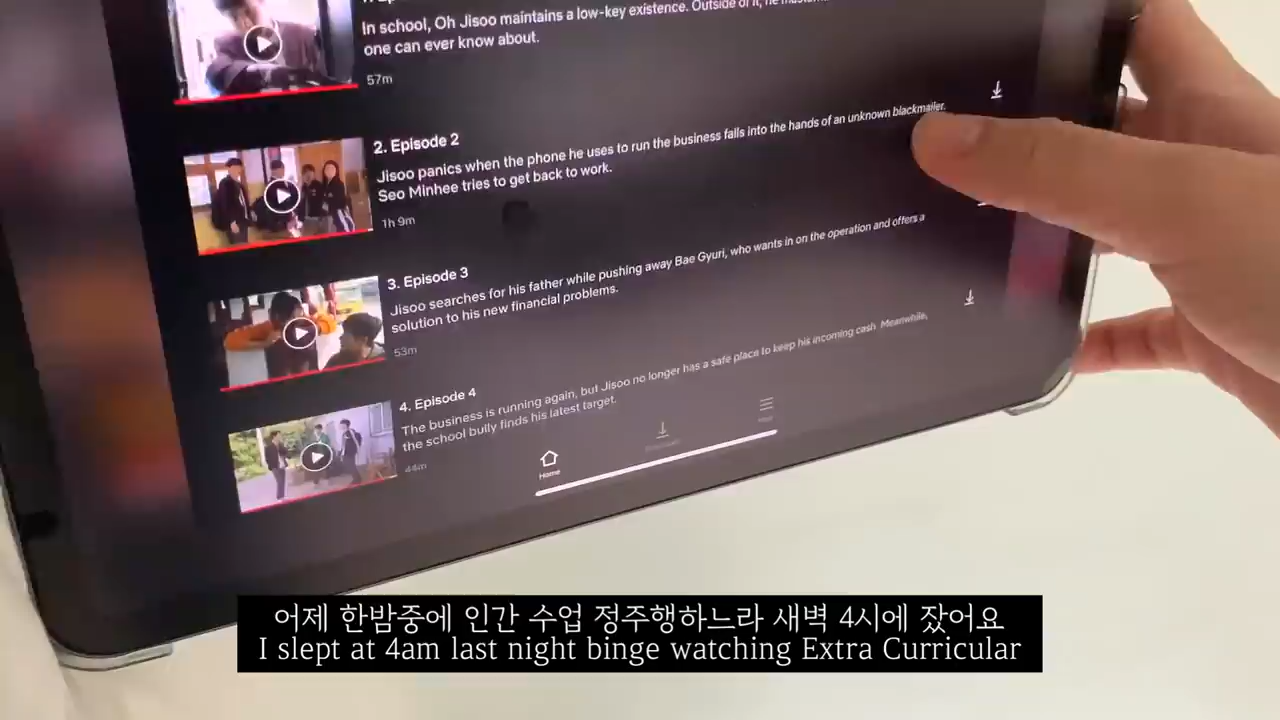 In school, Oh Jisoo maintains a low-key existence. Outside of it, he
one can ever know about.
57m
2. Episode 2
Jisoo panics when the phone he uses to run the business falls into the hands of an unknown blackmailer.
Seo Minhee tries to get back to work.
1h 9m
3. Episode 3
Jisoo searches for his father while pushing away Bae Gyuri, who wants in on the operation and offers a
solution to his new financial problems.
53m
4. Episode 4
The business is running again, but Jisoo no longer has a safe place to keep his incoming cash. Meanwhile,
the school bully finds his latest target.
44m
Home
어제 한밤중에 인간 수업 정주행하느라 새벽 4시에 잤어요
I slept at 4am last night binge watching Extra Curricular